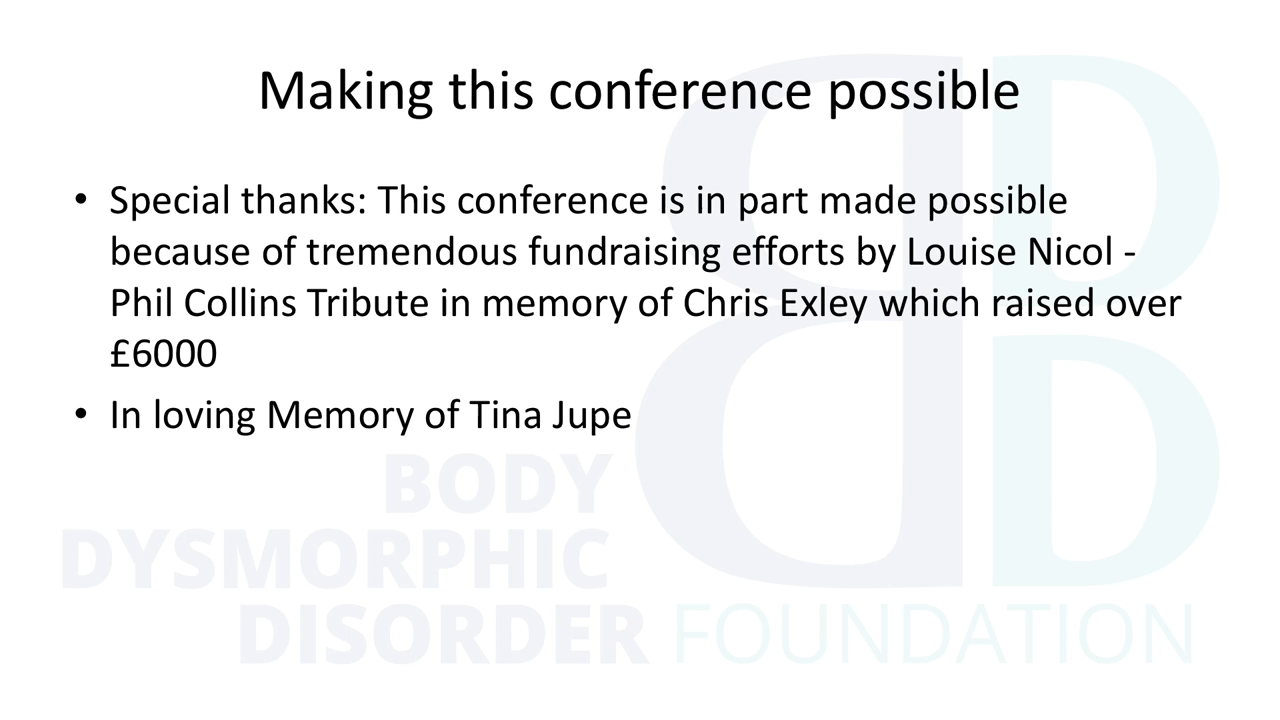 Making this conference possible
• Special thanks: This conference is in part made possible
because of tremendous fundraising efforts by Louise Nicol -
Phil Collins Tribute in memory of Chris Exley which raised over
£6000
• In loving Memory of Tina Jupe
BODY
DYSMORPHIC
DISORDER FOUNDATION
BD
D